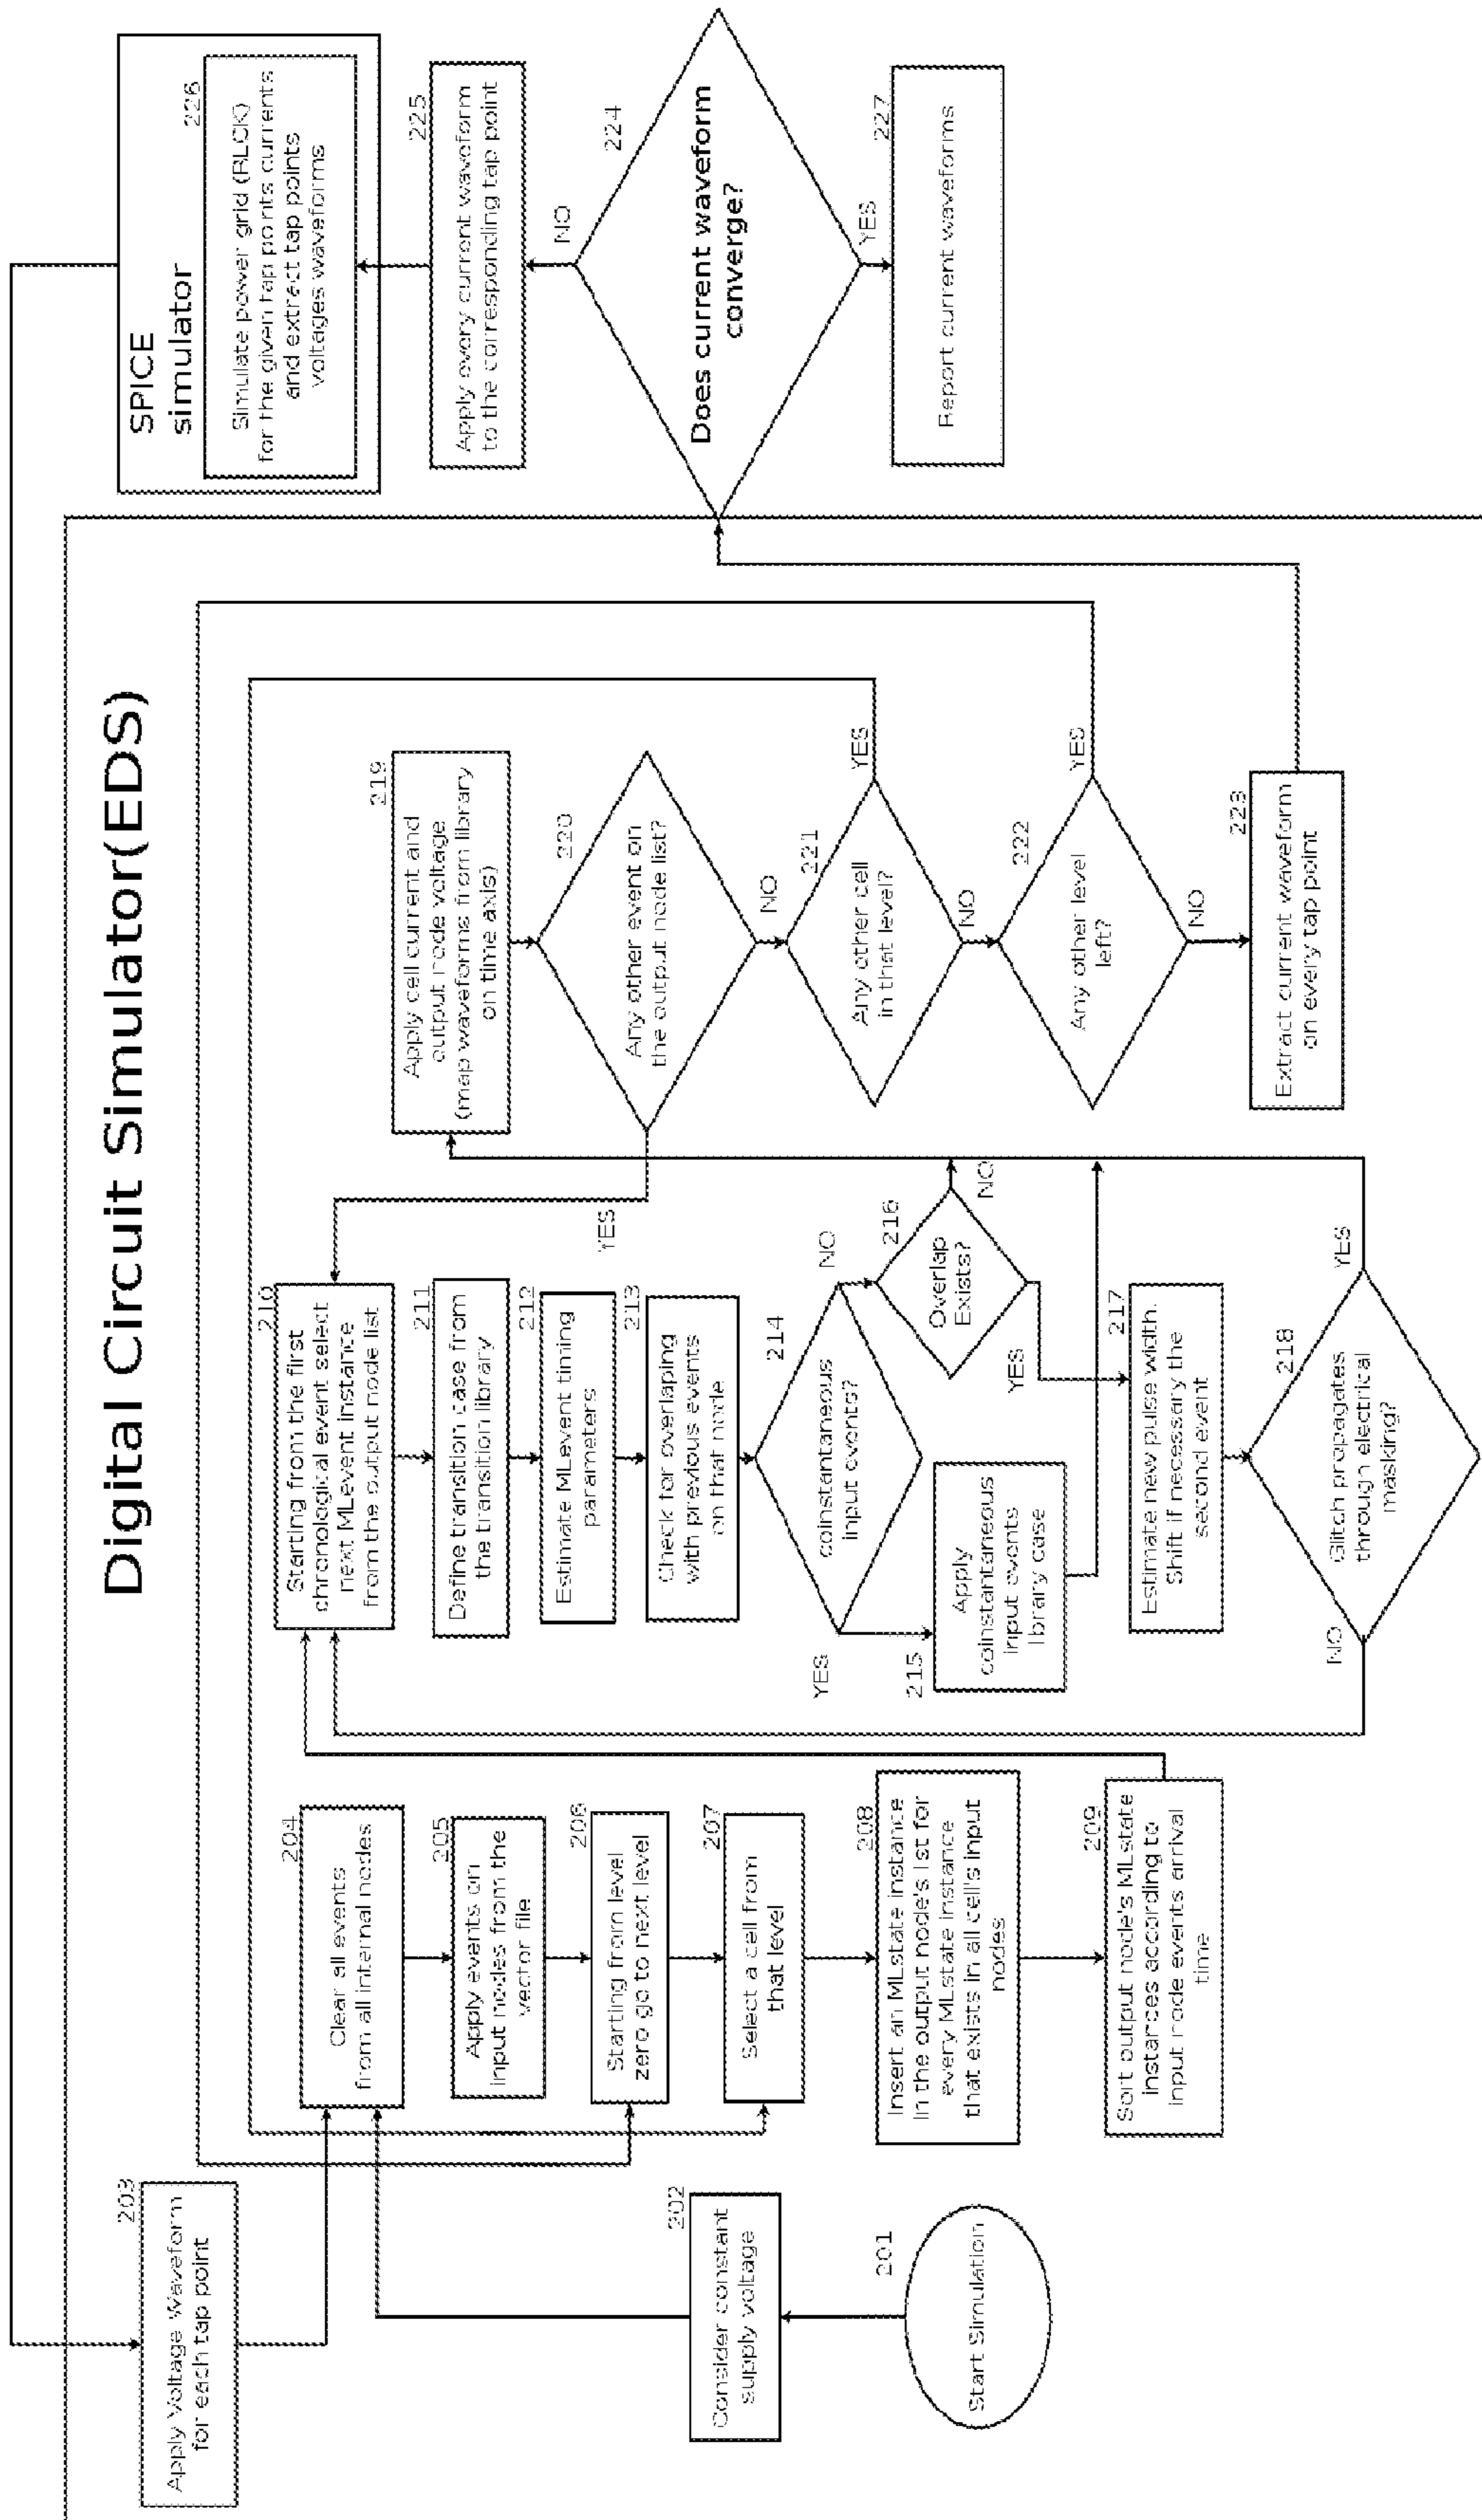 Digital Circuit Simulator(EDS)
203
Apply Voltage Waveform
for each tap point
202
Consider constant
supply voltage
201
Start Simulation
204
Clear all events
from all internal nodes
205
Apply events on
input nodes from the
vector file
206
Starting from level
zero go to next level
207
Select a cell from
that level
208
Insert an MLstate instance
In the output node's lst for
every MLstate instance
that exists in all cell's input
nodes
209
Sort output node's MLstate
instances according to
input node events arrival
time
210
Starting from the first
chronological event select
next MLevent instance
from the output node list
211
Define transition case from
the transition library
212
Estimate MLevent timing
parameters
213
Check for overlaping
with previous events
on that node
214
coinstantaneous
input events?
YES
NO
215
Apply
coinstantaneous
input events
library case
216
Overlap
Exists?
YES
NO
217
Estimate new pulse width.
Shift if necessary the
second event
218
Glitch propagates
through electrical
masking?
NO
YES
219
Apply cell current and
output node voltage
(map waveforms from library
on time axis)
220
Any other event on
the output node list?
YES
NO
221
Any other cell
in that level?
YES
NO
222
Any other level
left?
YES
NO
223
Extract current waveform
on every tap point
SPICE
simulator
226
Simulate power grid (RLCK)
for the given tap points currents
and extract tap points
voltages waveforms
225
Apply every current waveform
to the corresponding tap point
NO
224
Does current waveform
converge?
YES
227
Report current waveforms